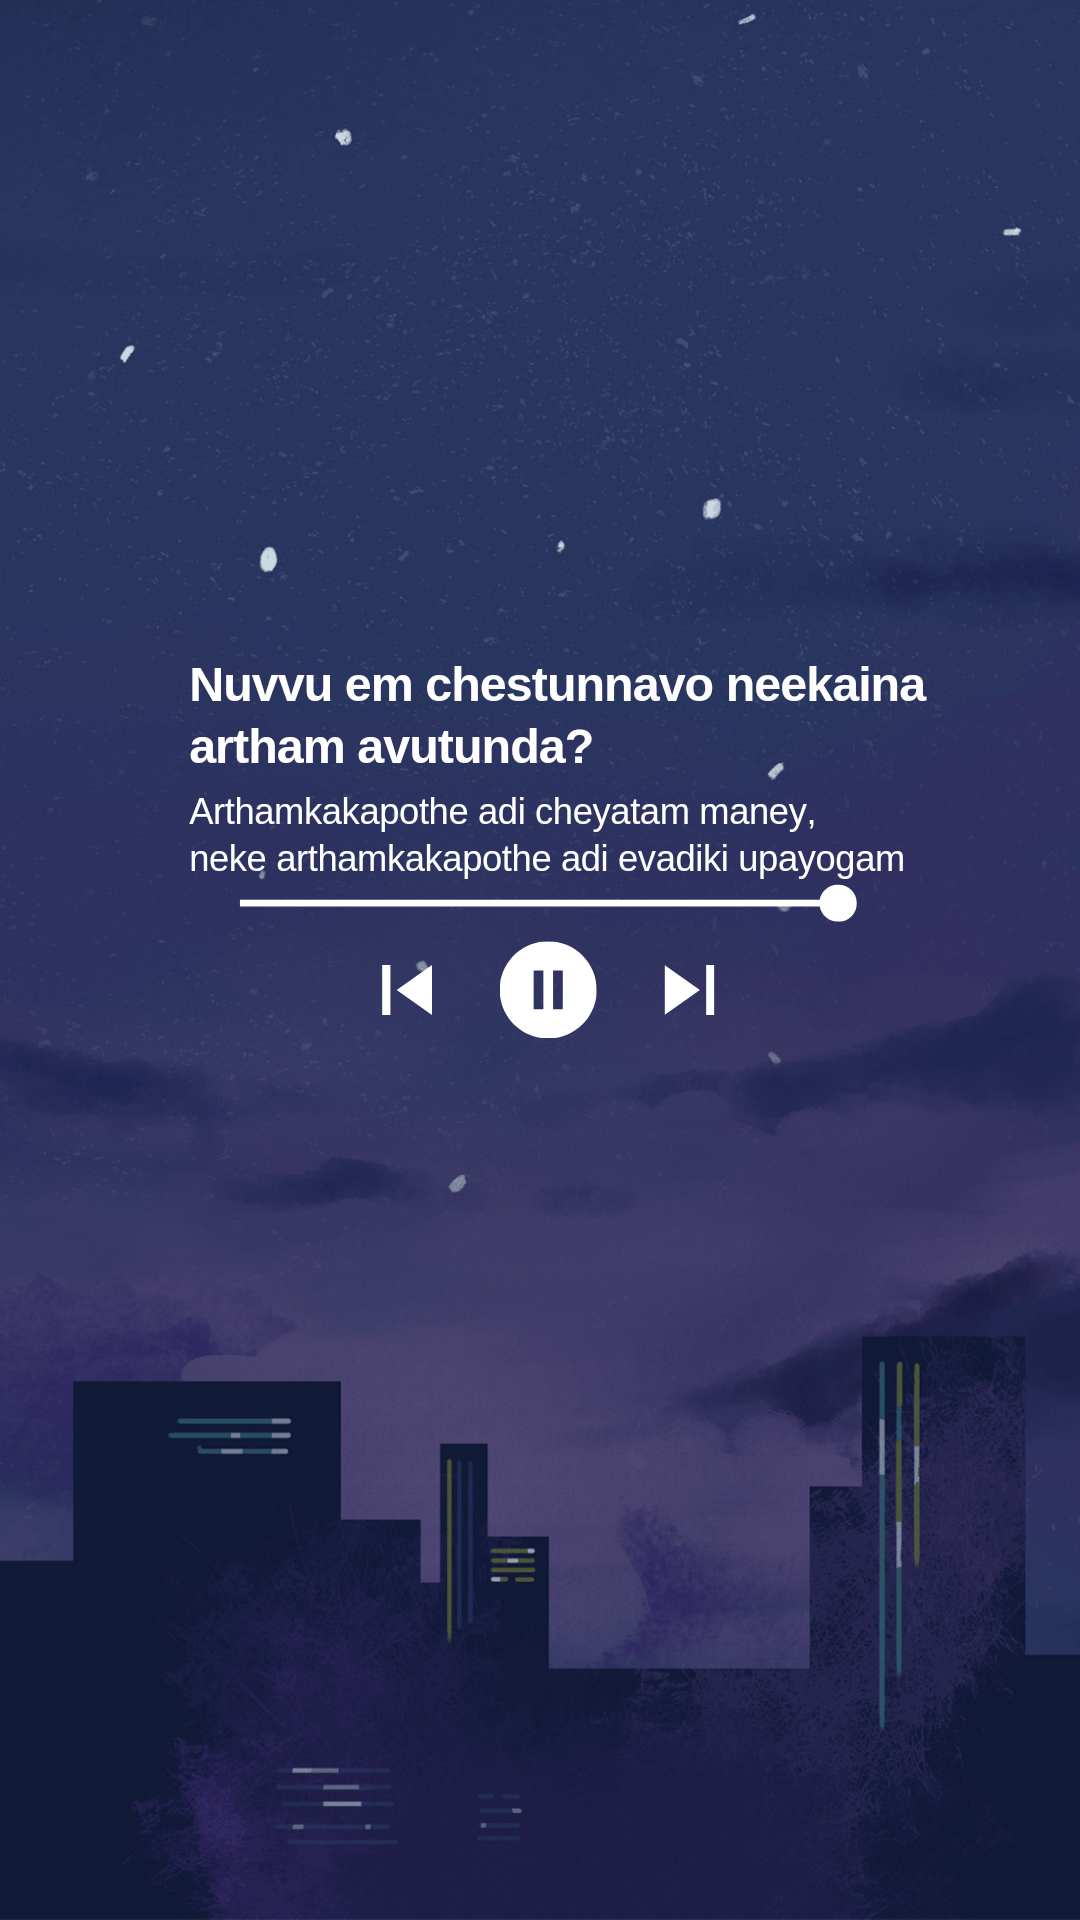 Nuvvu em chestunnavo neekaina
artham avutunda?
Arthamkakapothe adi cheyatam maney,
neke arthamkakapothe adi evadiki upayogam